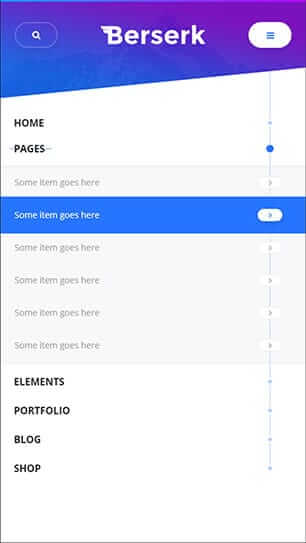 Berserk
HOME
PAGES
Some item goes here
Some item goes here
Some item goes here
Some item goes here
Some item goes here
Some item goes here
ELEMENTS
PORTFOLIO
BLOG
SHOP